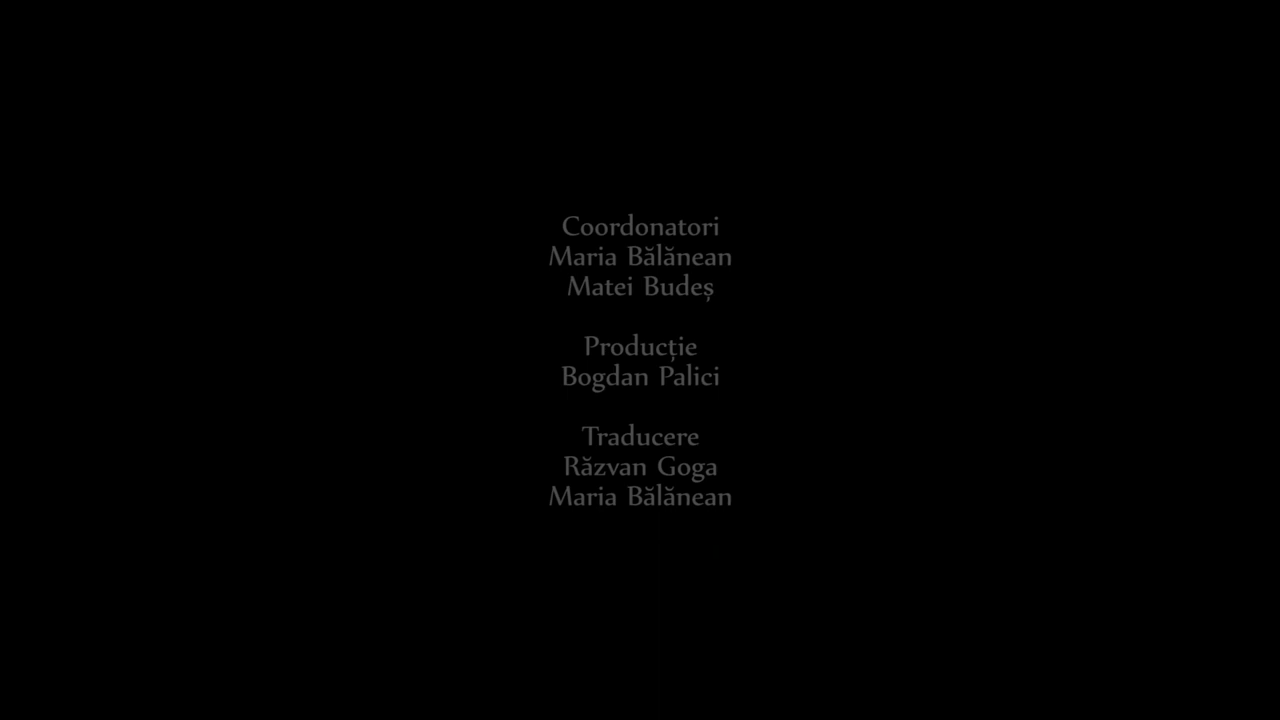 Coordonatori
Maria Bălănean
Matei Budeș
Producție
Bogdan Palici
Traducere
Răzvan Goga
Maria Bălănean